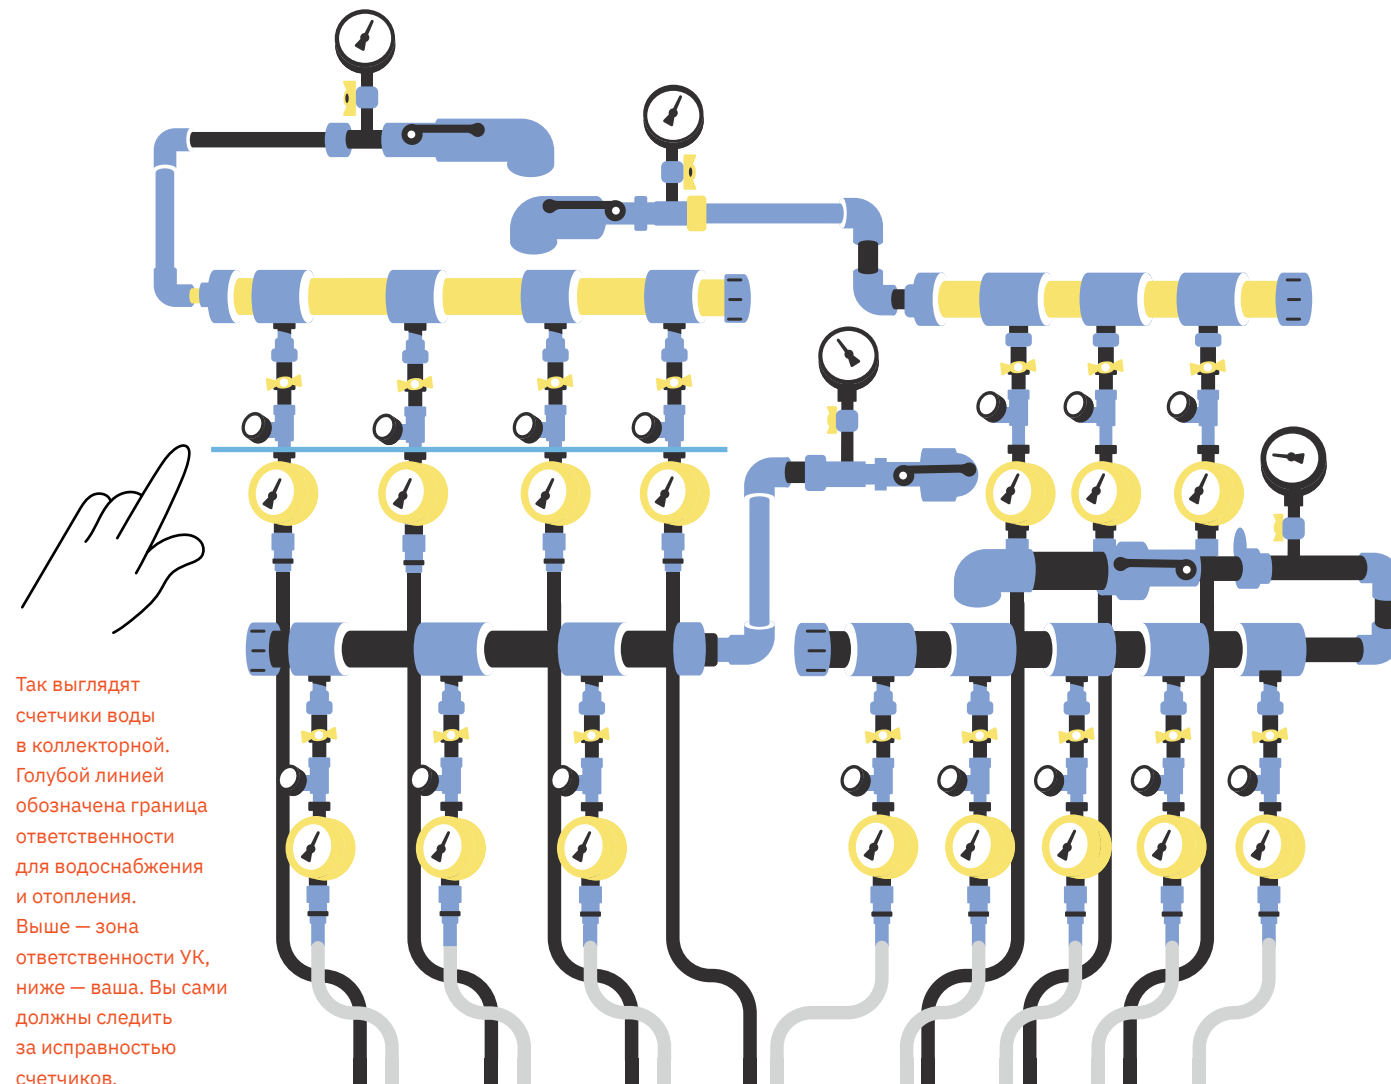 Так выглядят
счетчики воды
в коллекторной.
Голубой линией
обозначена граница
ответственности
для водоснабжения
и отопления.
Выше — зона
ответственности УК,
ниже — ваша. Вы сами
должны следить
за исправностью
счетчиков.